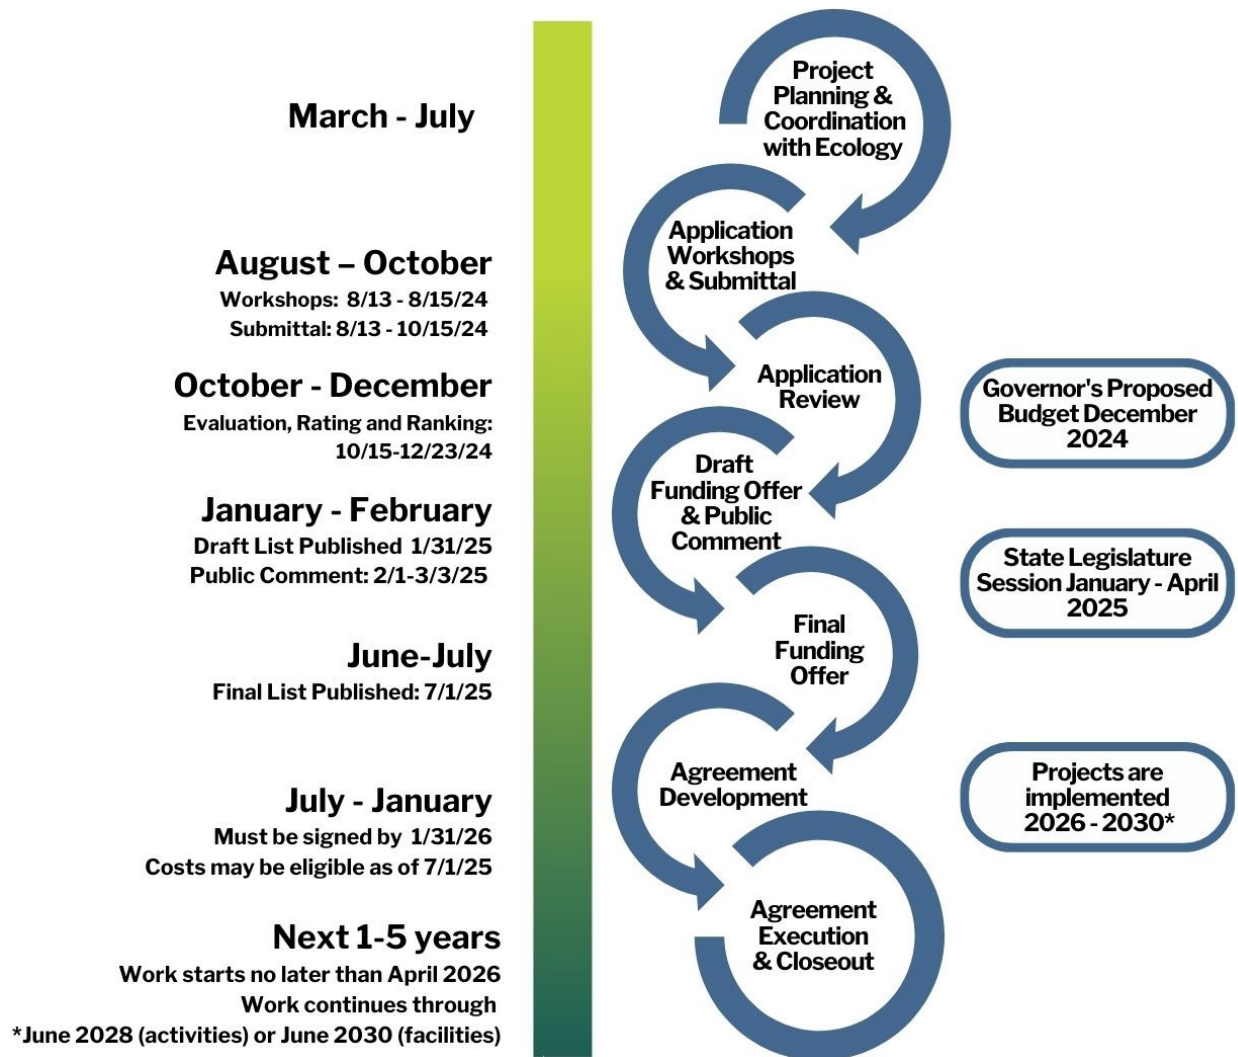 March - July
Project
Planning &
Coordination
with Ecology
August – October
Workshops: 8/13 - 8/15/24
Submittal: 8/13 - 10/15/24
Application
Workshops
& Submittal
October - December
Evaluation, Rating and Ranking:
10/15-12/23/24
Application
Review
Governor's Proposed
Budget December
2024
January - February
Draft List Published 1/31/25
Public Comment: 2/1-3/3/25
Draft
Funding Offer
& Public
Comment
State Legislature
Session January - April
2025
June-July
Final List Published: 7/1/25
Final
Funding
Offer
July - January
Must be signed by 1/31/26
Costs may be eligible as of 7/1/25
Agreement
Development
Projects are
implemented
2026 - 2030*
Next 1-5 years
Work starts no later than April 2026
Work continues through
*June 2028 (activities) or June 2030 (facilities)
Agreement
Execution
& Closeout